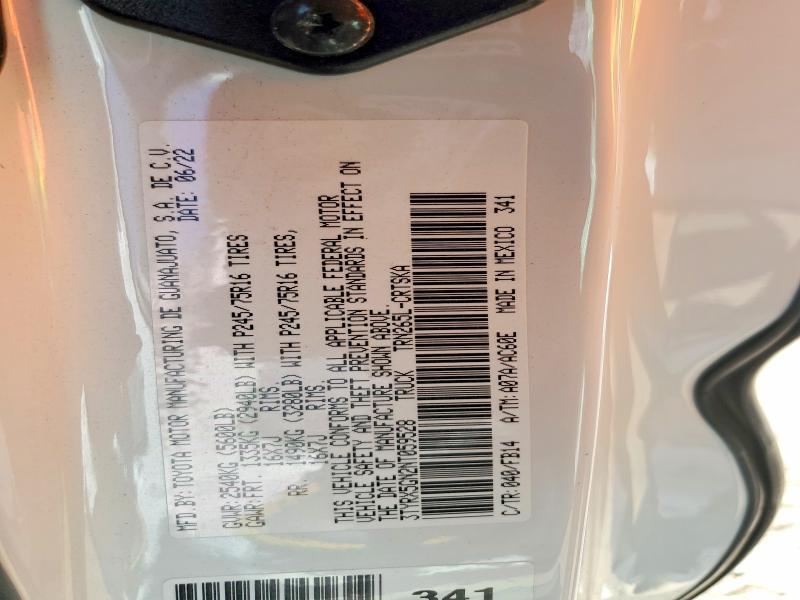 MFD.BY:TOYOTA MOTOR MANUFACTURING DE GUANAJUATO, S.A. DE C.V.
DATE: 06/22
GVWR:2540KG (5600LB)
GAWR:FRT. 1335KG (2940LB) WITH P245/75R16 TIRES
16X7J RIMS.
RR. 1490KG (3280LB) WITH P245/75R16 TIRES,
16X7J RIMS.
THIS VEHICLE CONFORMS TO ALL APPLICABLE FEDERAL MOTOR
VEHICLE SAFETY AND THEFT PREVENTION STANDARDS IN EFFECT ON
THE DATE OF MANUFACTURE SHOWN ABOVE.
3TYRX5GN2NT059528 TRUCK TRN265L-CRTSKA
C/TR:040/FB14 A/TM:A07A/AC60E MADE IN MEXICO 341
341